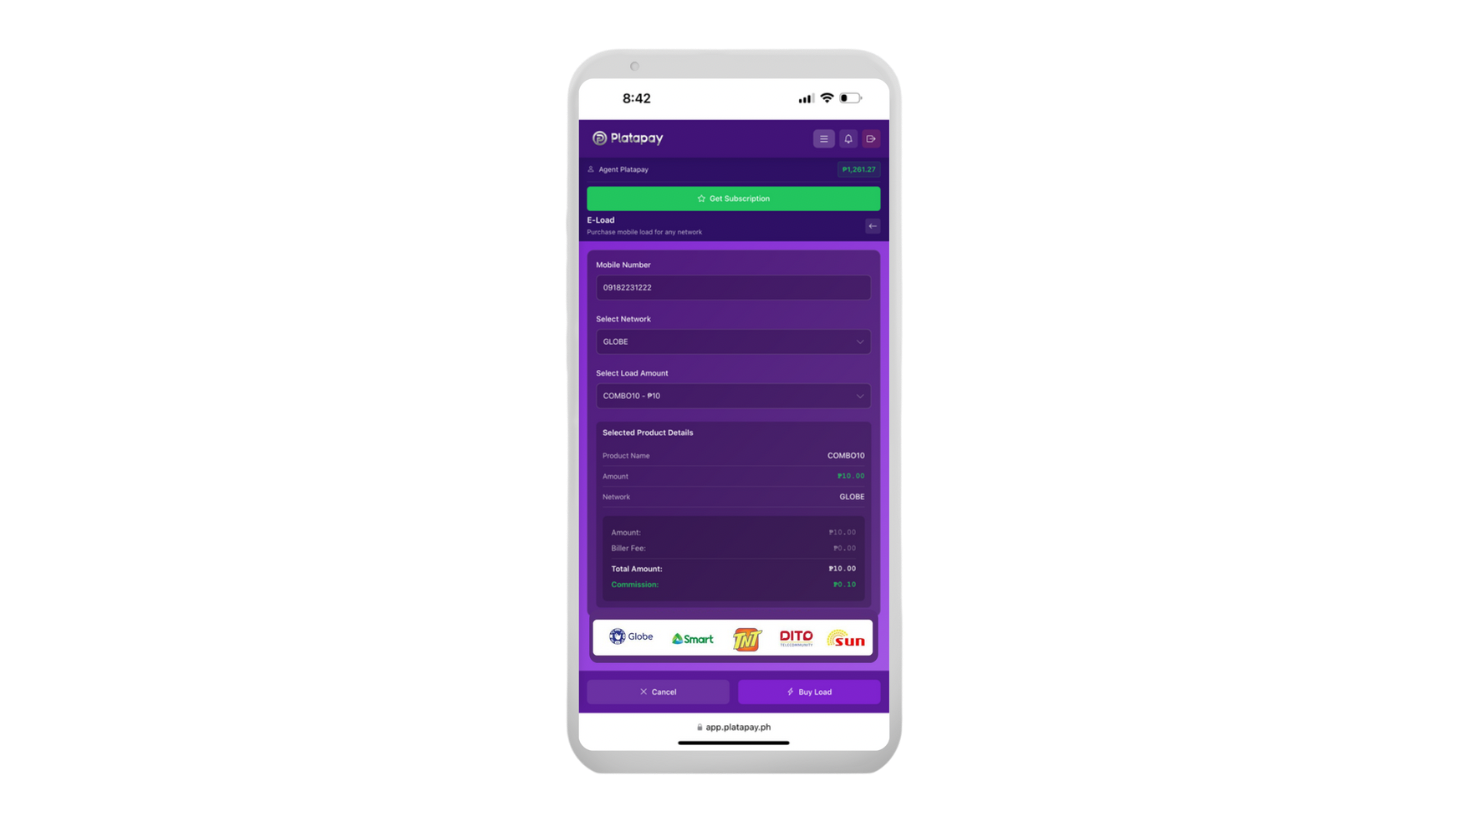 8:42
Platapay
Agent Platapay ₱1,261.27
Get Subscription
E-Load
Purchase mobile load for any network
Mobile Number
09182231222
Select Network
GLOBE
Select Load Amount
COMBO10 - ₱10
Selected Product Details
Product Name COMBO10
Amount ₱10.00
Network GLOBE
Amount: ₱10.00
Biller Fee: ₱0.00
Total Amount: ₱10.00
Commission: ₱0.10
Globe Smart TNT DITO sun
TELECOMMUNITY
Cancel Buy Load
app.platapay.ph